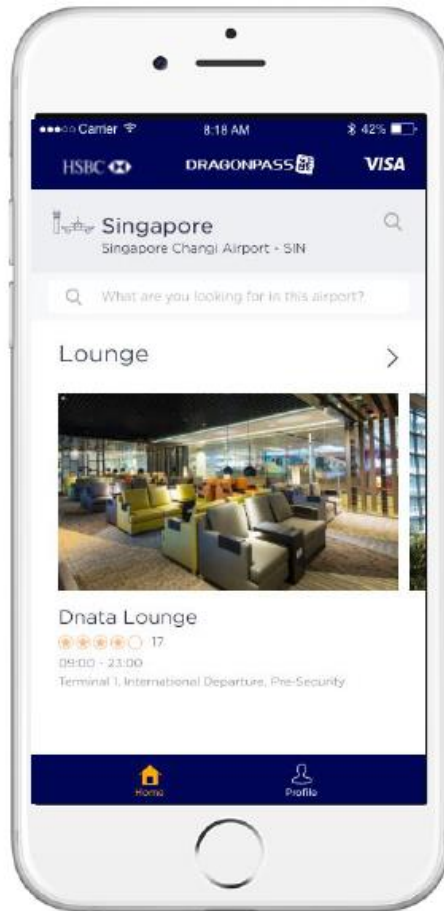 Carrier 8:18 AM 42%
HSBC DRAGONPASS VISA
Singapore
Singapore Changi Airport - SIN
What are you looking for in this airport?
Lounge
Dnata Lounge
17
09:00 - 23:00
Terminal 1, International Departure, Pre-Security
Home Profile